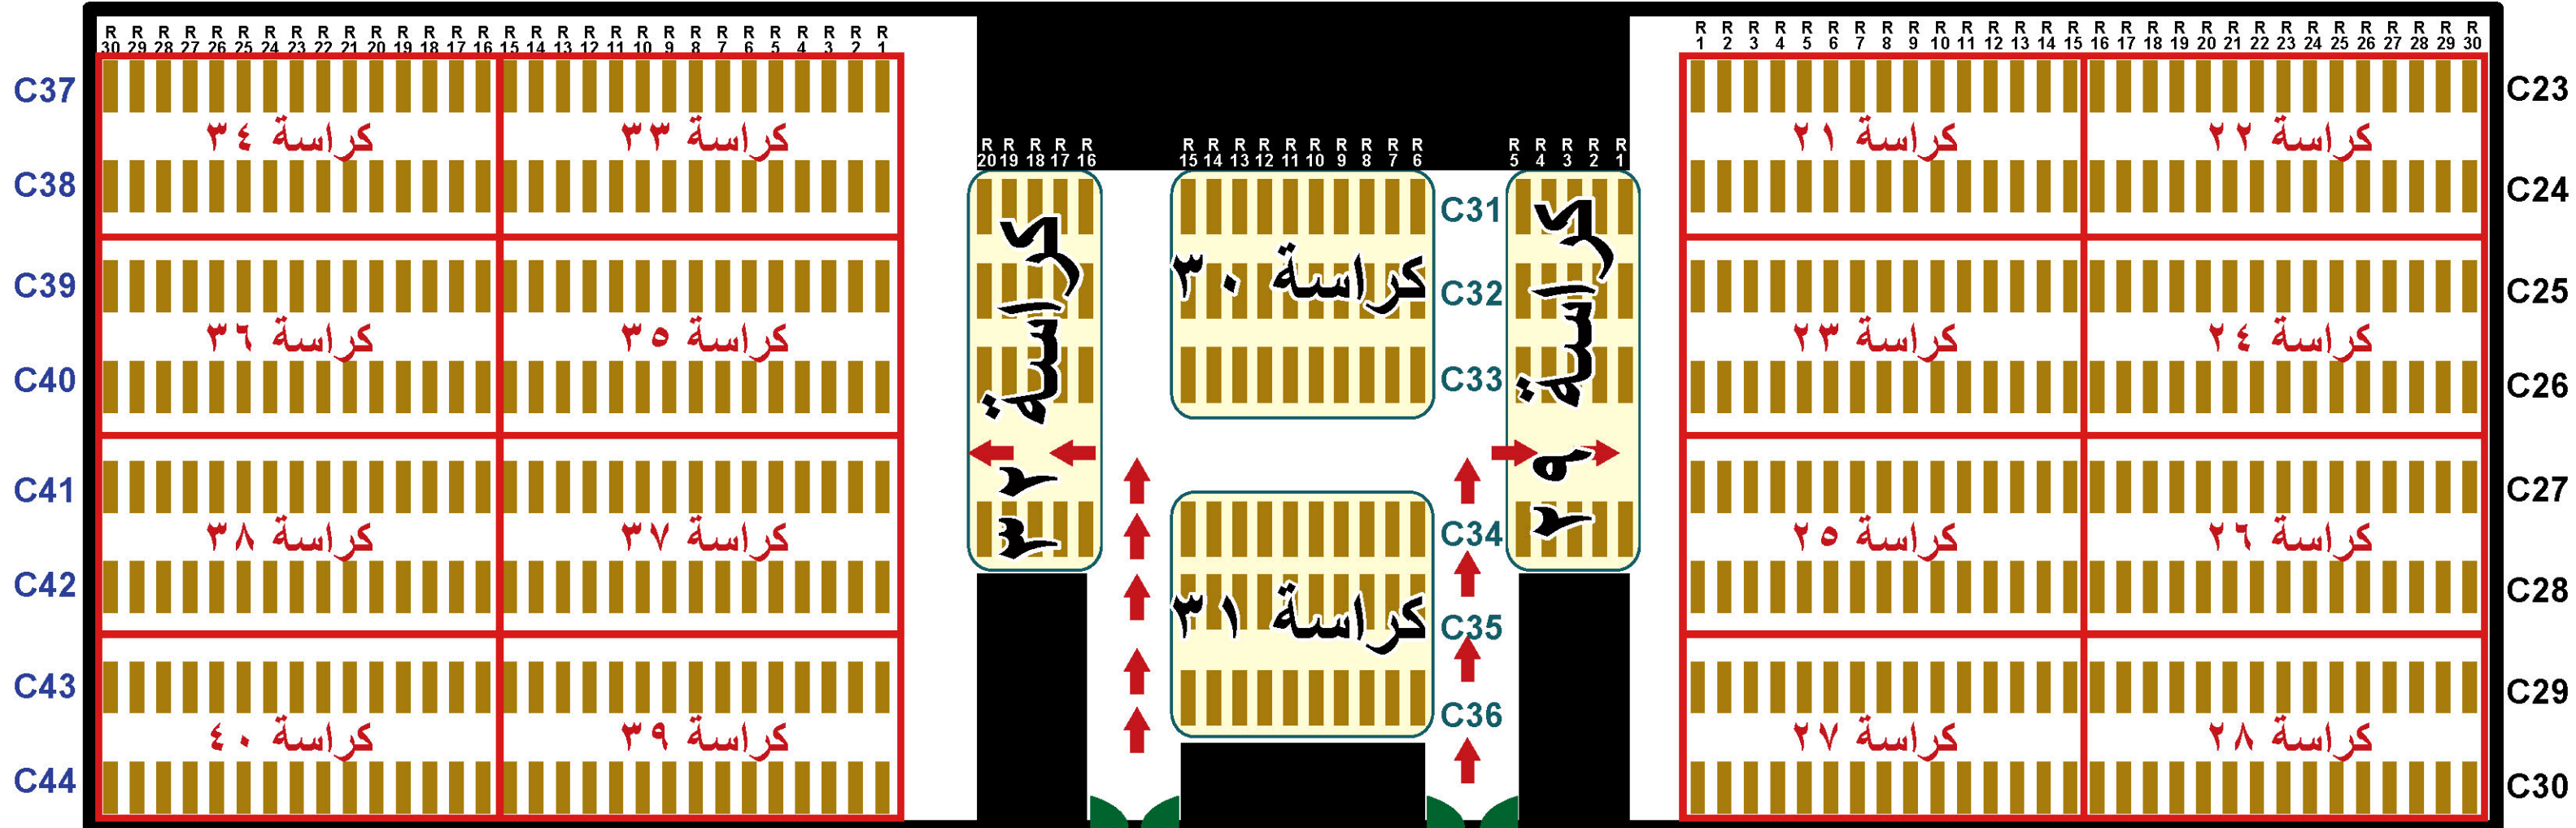 R R R R R R R R R R R R R R R R R R R R R R R R R R R R R R
30 29 28 27 26 25 24 23 22 21 20 19 18 17 16 15 14 13 12 11 10 9 8 7 6 5 4 3 2 1
R R R R R R R R R R R R R R R R R R R R R R R R R R R R R R
1 2 3 4 5 6 7 8 9 10 11 12 13 14 15 16 17 18 19 20 21 22 23 24 25 26 27 28 29 30
C37
كراسة ٣٤
كراسة ٣٣
C38
C39
كراسة ٣٦
كراسة ٣٥
C40
C41
كراسة ٣٨
كراسة ٣٧
C42
C43
كراسة ٤٠
كراسة ٣٩
C44
R R R R R
20 19 18 17 16
كراسة ٣٢
R R R R R R R R R R
15 14 13 12 11 10 9 8 7 6
C31
كراسة ٣٠
C32
C33
C34
كراسة ٣١
C35
C36
R R R R R
5 4 3 2 1
كراسة ٢٩
C23
كراسة ٢١
كراسة ٢٢
C24
C25
كراسة ٢٣
كراسة ٢٤
C26
C27
كراسة ٢٥
كراسة ٢٦
C28
C29
كراسة ٢٧
كراسة ٢٨
C30